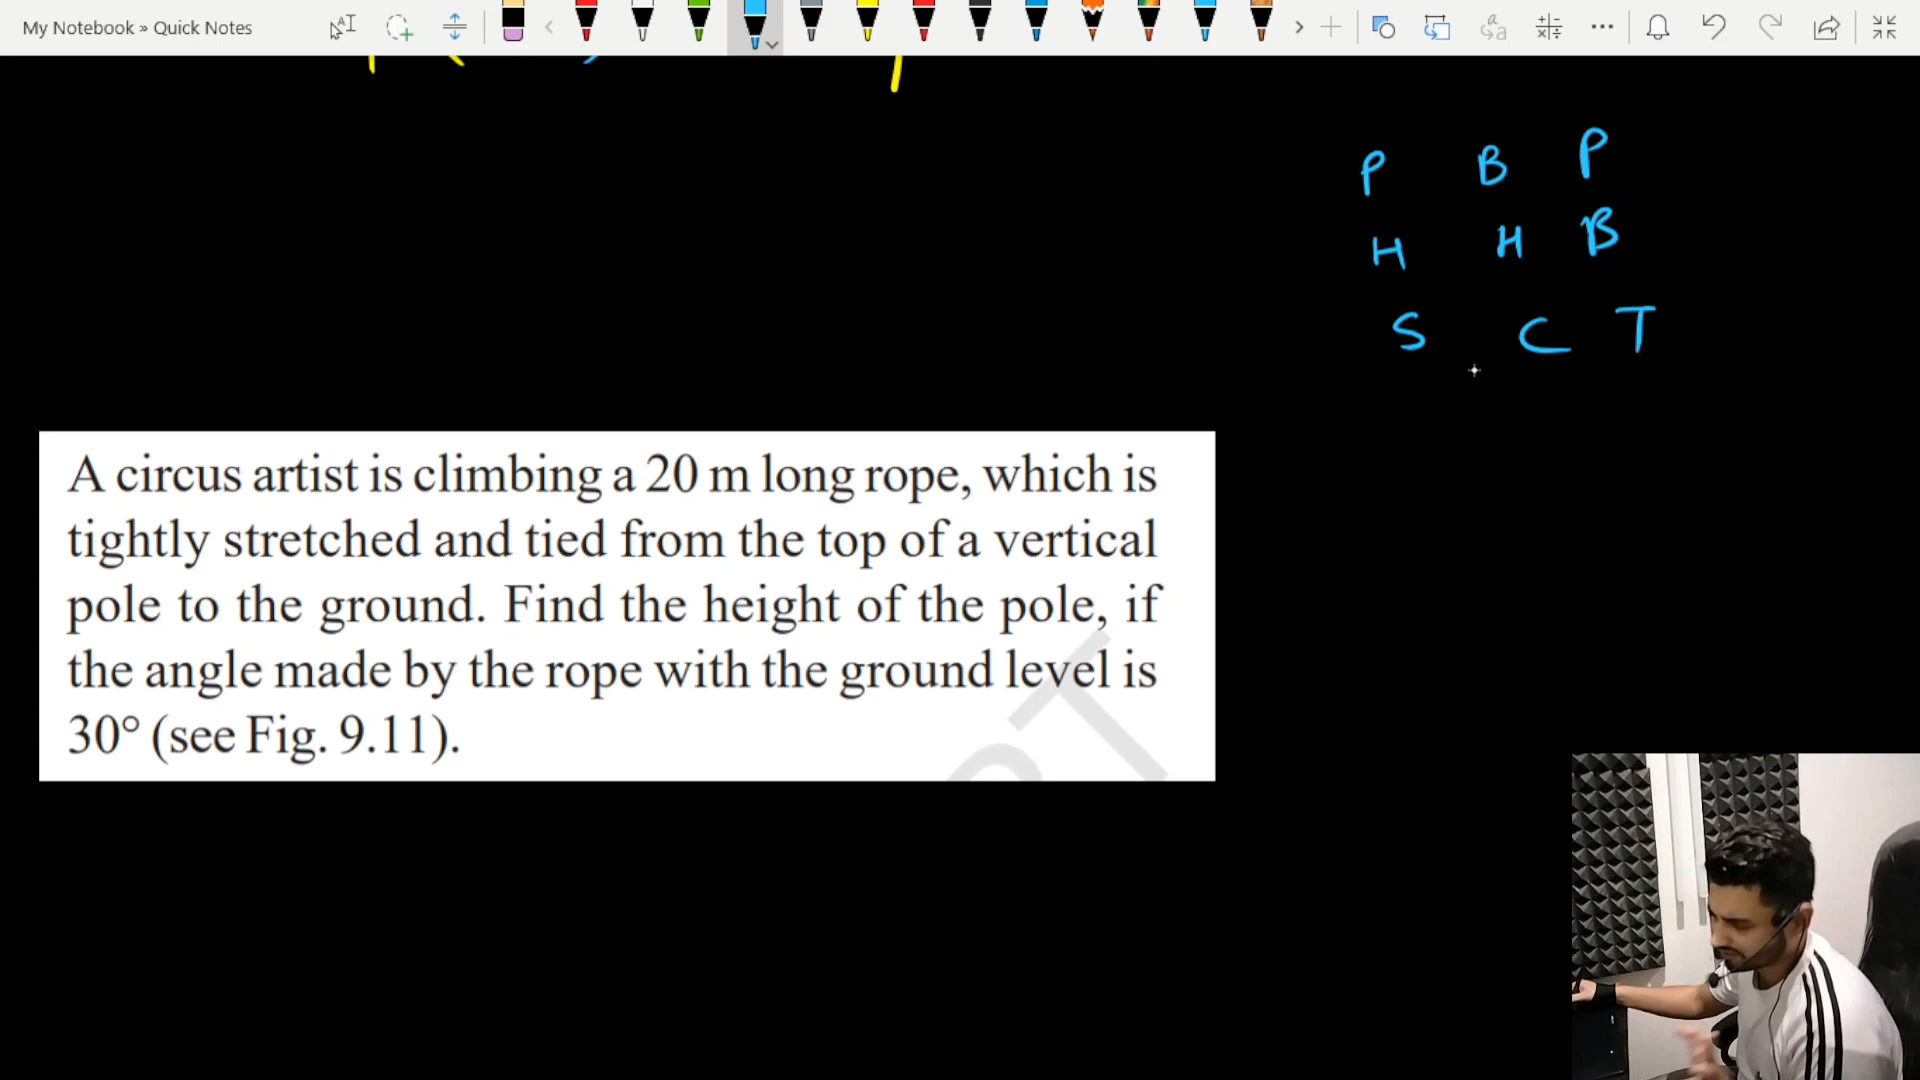 My Notebook » Quick Notes
P B P
H H B
S C T
A circus artist is climbing a 20 m long rope, which is
tightly stretched and tied from the top of a vertical
pole to the ground. Find the height of the pole, if
the angle made by the rope with the ground level is
30° (see Fig. 9.11).